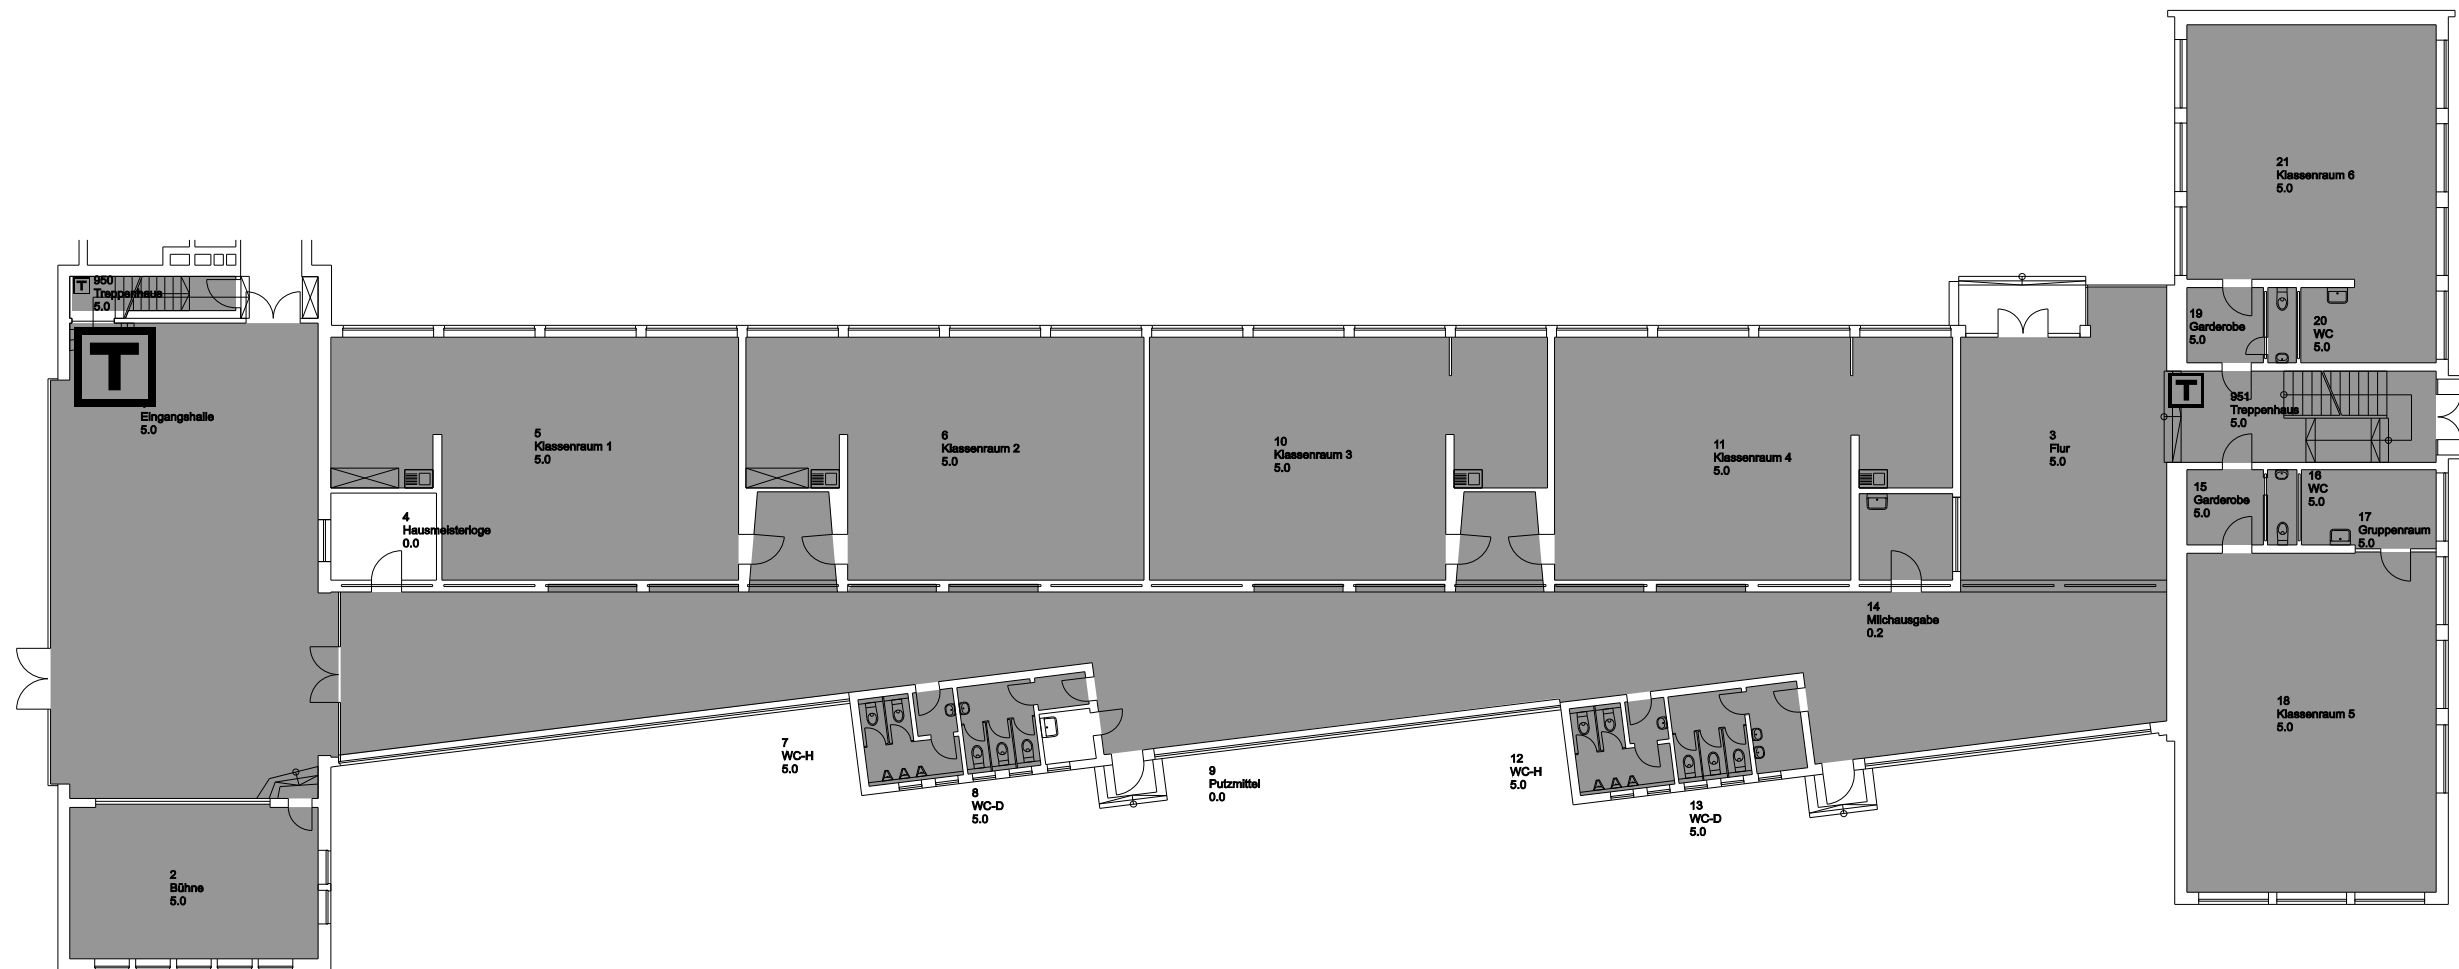 21
Klassenraum 6
5.0
T
950
Treppenhaus
5.0
19
Garderobe
5.0
20
WC
5.0
T
Eingangshalle
5.0
T
951
Treppenhaus
5.0
5
Klassenraum 1
5.0
6
Klassenraum 2
5.0
10
Klassenraum 3
5.0
11
Klassenraum 4
5.0
3
Flur
5.0
15
Garderobe
5.0
16
WC
5.0
17
Gruppenraum
5.0
4
Hausmeisterloge
0.0
14
Milchausgabe
0.2
18
Klassenraum 5
5.0
7
WC-H
5.0
8
WC-D
5.0
9
Putzmittel
0.0
12
WC-H
5.0
13
WC-D
5.0
2
Bühne
5.0